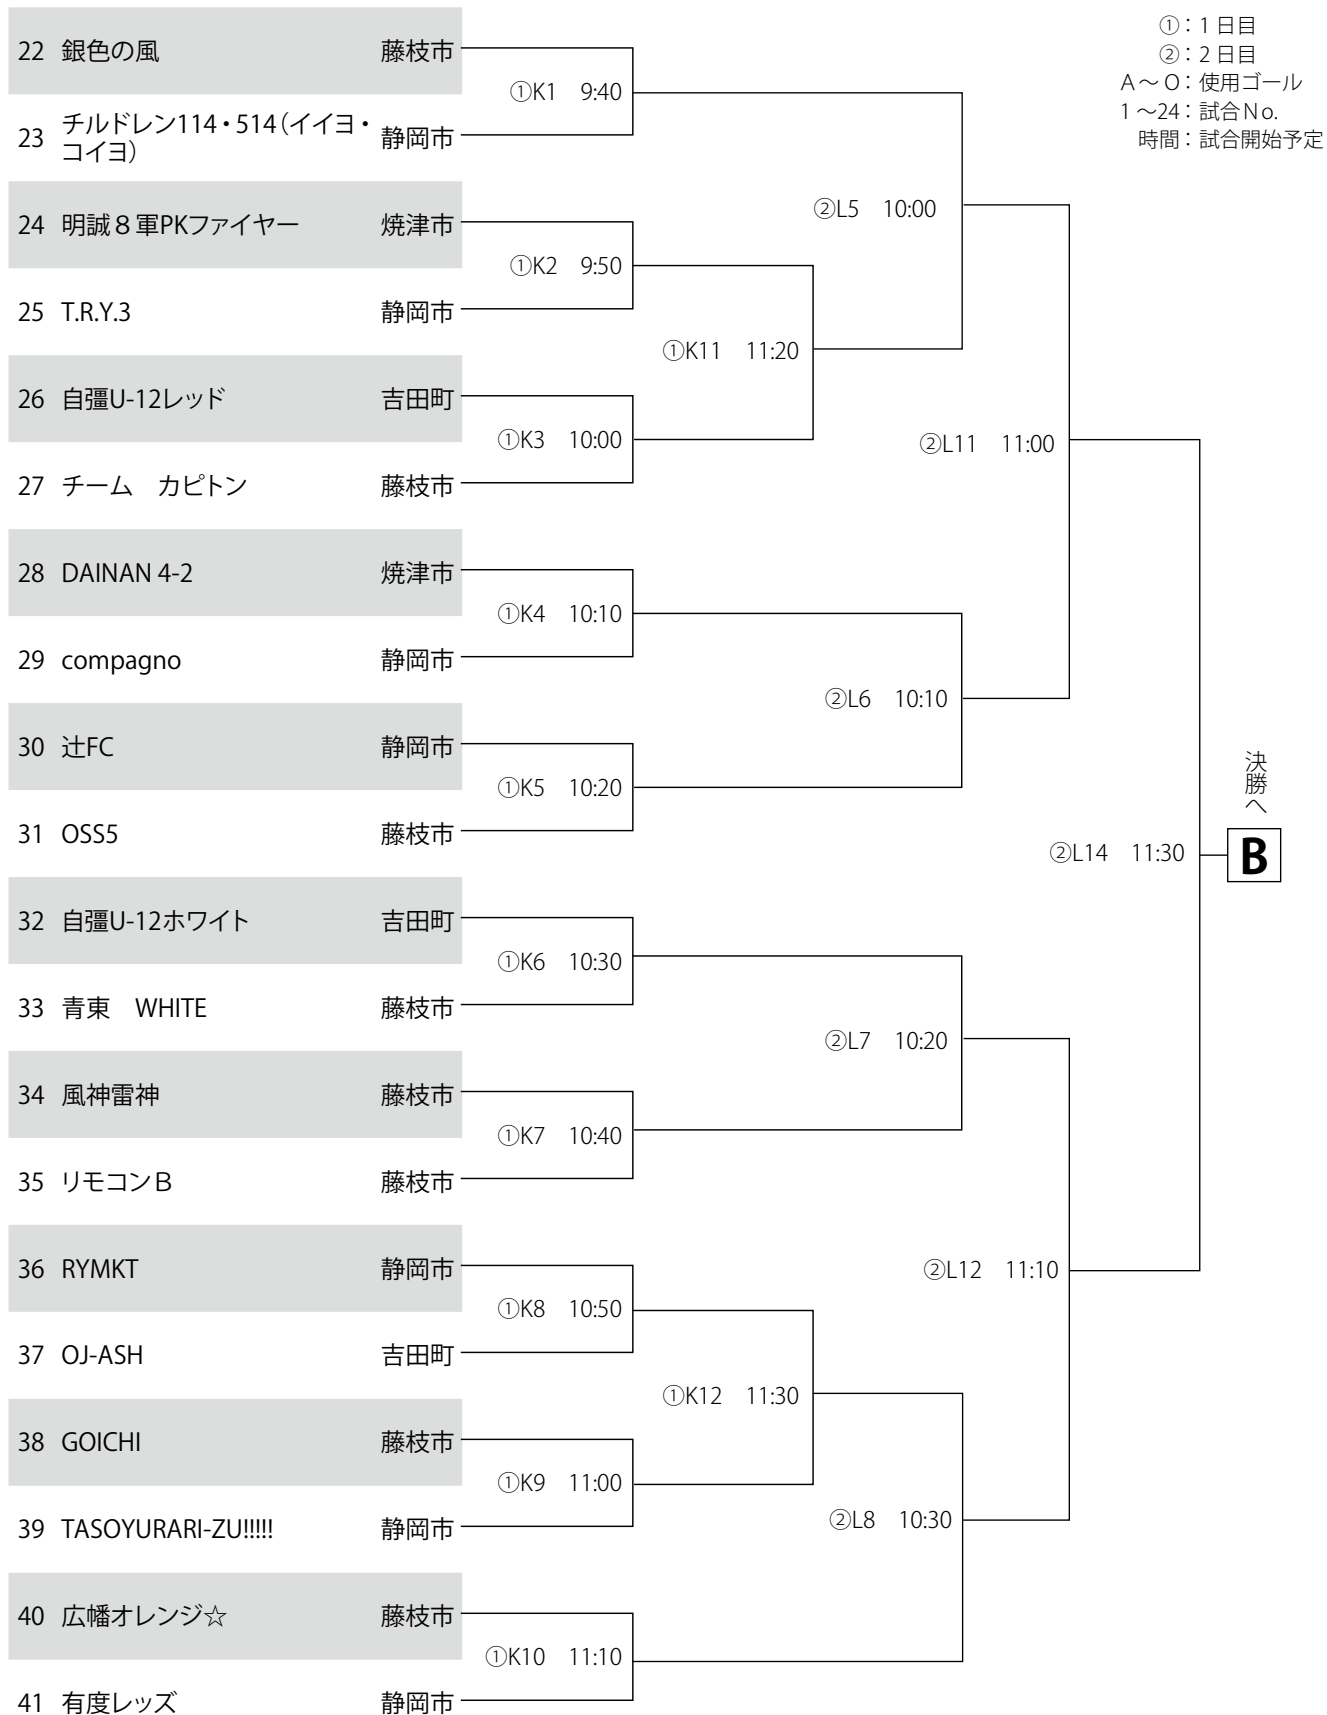 ①：1 日目
②：2 日目
A～O：使用ゴール
1～24：試合No.
時間：試合開始予定
22 銀色の風 藤枝市
①K1 9:40
23 チルドレン114・514（イイヨ・
コイヨ） 静岡市
②L5 10:00
24 明誠８軍PKファイヤー 焼津市
①K2 9:50
25 T.R.Y.3 静岡市
①K11 11:20
26 自彊U-12レッド 吉田町
①K3 10:00
②L11 11:00
27 チーム　カピトン 藤枝市
28 DAINAN 4-2 焼津市
①K4 10:10
29 compagno 静岡市
②L6 10:10
30 辻FC 静岡市
①K5 10:20
決勝へ
31 OSS5 藤枝市
②L14 11:30
B
32 自彊U-12ホワイト 吉田町
①K6 10:30
33 青東　WHITE 藤枝市
②L7 10:20
34 風神雷神 藤枝市
①K7 10:40
35 リモコンＢ 藤枝市
36 RYMKT 静岡市
②L12 11:10
①K8 10:50
37 OJ-ASH 吉田町
①K12 11:30
38 GOICHI 藤枝市
①K9 11:00
②L8 10:30
39 TASOYURARI-ZU!!!!! 静岡市
40 広幡オレンジ☆ 藤枝市
①K10 11:10
41 有度レッズ 静岡市